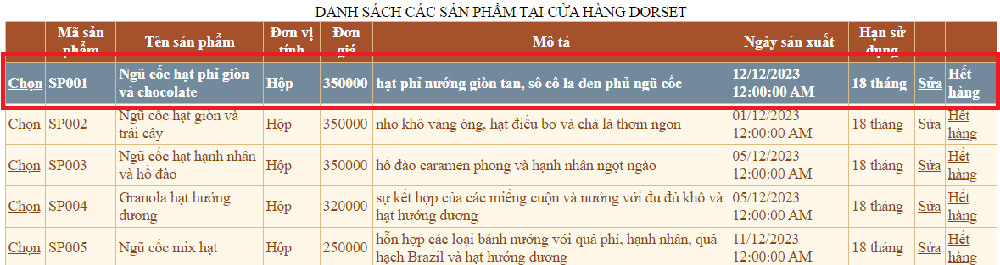 DANH SÁCH CÁC SẢN PHẨM TẠI CỬA HÀNG DORSET
Mã sản phẩm Tên sản phẩm Đơn vị tính Đơn giá Mô tả Ngày sản xuất Hạn sử dụng
Chọn SP001 Ngũ cốc hạt phỉ giòn và chocolate Hộp 350000 hạt phỉ nướng giòn tan, sô cô la đen phủ ngũ cốc 12/12/2023 12:00:00 AM 18 tháng Sửa Hết hàng
Chọn SP002 Ngũ cốc hạt giòn và trái cây Hộp 350000 nho khô vàng óng, hạt điều bơ và chà là thơm ngon 01/12/2023 12:00:00 AM 18 tháng Sửa Hết hàng
Chọn SP003 Ngũ cốc hạt hạnh nhân và hồ đào Hộp 350000 hồ đào caramen phong và hạnh nhân ngọt ngào 05/12/2023 12:00:00 AM 18 tháng Sửa Hết hàng
Chọn SP004 Granola hạt hướng dương Hộp 320000 sự kết hợp của các miếng cuộn và nướng với đu đủ khô và hạt hướng dương 05/12/2023 12:00:00 AM 18 tháng Sửa Hết hàng
Chọn SP005 Ngũ cốc mix hạt Hộp 250000 hỗn hợp các loại bánh nướng với quả phỉ, hạnh nhân, quả hạch Brazil và hạt hướng dương 11/12/2023 12:00:00 AM 18 tháng Sửa Hết hàng